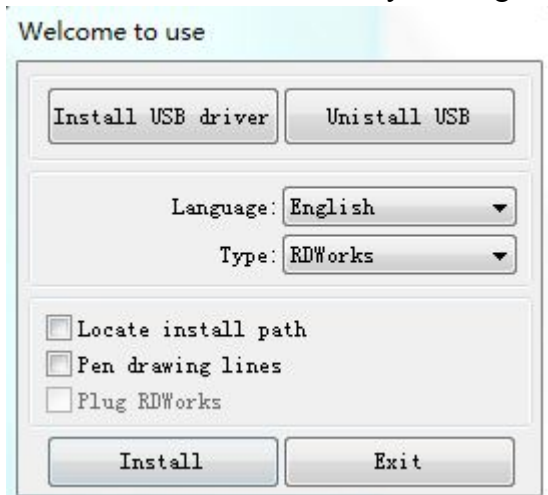 Welcome to use
Install USB driver Unistall USB
Language: English
Type: RDWorks
Locate install path
Pen drawing lines
Plug RDWorks
Install Exit